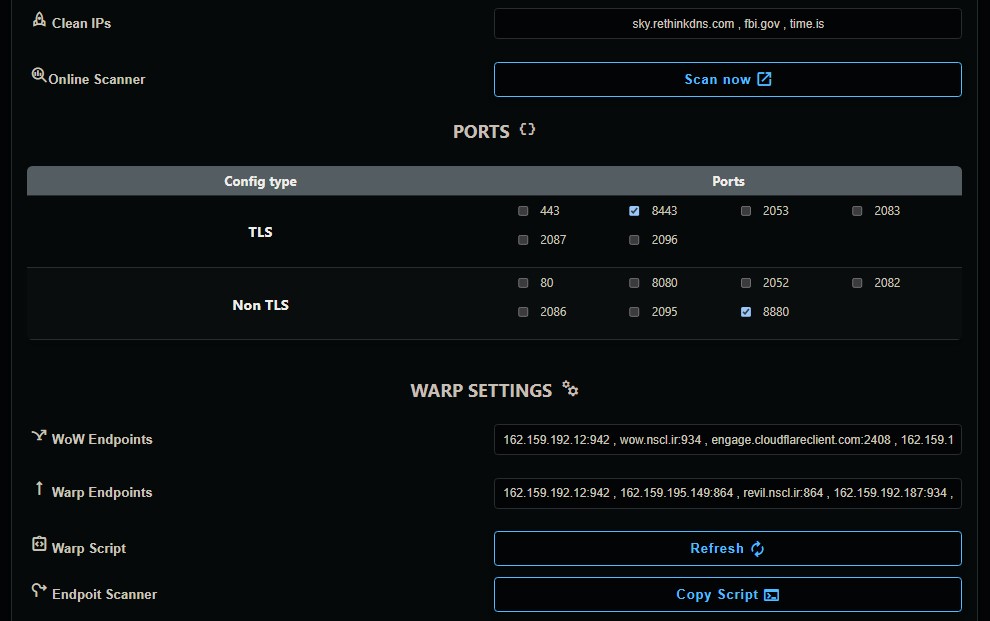 Clean IPs
sky.rethinkdns.com , fbi.gov , time.is
Online Scanner
Scan now
PORTS
Config type Ports
TLS
443 8443 2053 2083
2087 2096
Non TLS
80 8080 2052 2082
2086 2095 8880
WARP SETTINGS
WoW Endpoints
162.159.192.12:942 , wow.nscl.ir:934 , engage.cloudflareclient.com:2408 , 162.159.1
Warp Endpoints
162.159.192.12:942 , 162.159.195.149:864 , revil.nscl.ir:864 , 162.159.192.187:934 ,
Warp Script
Refresh
Endpoit Scanner
Copy Script